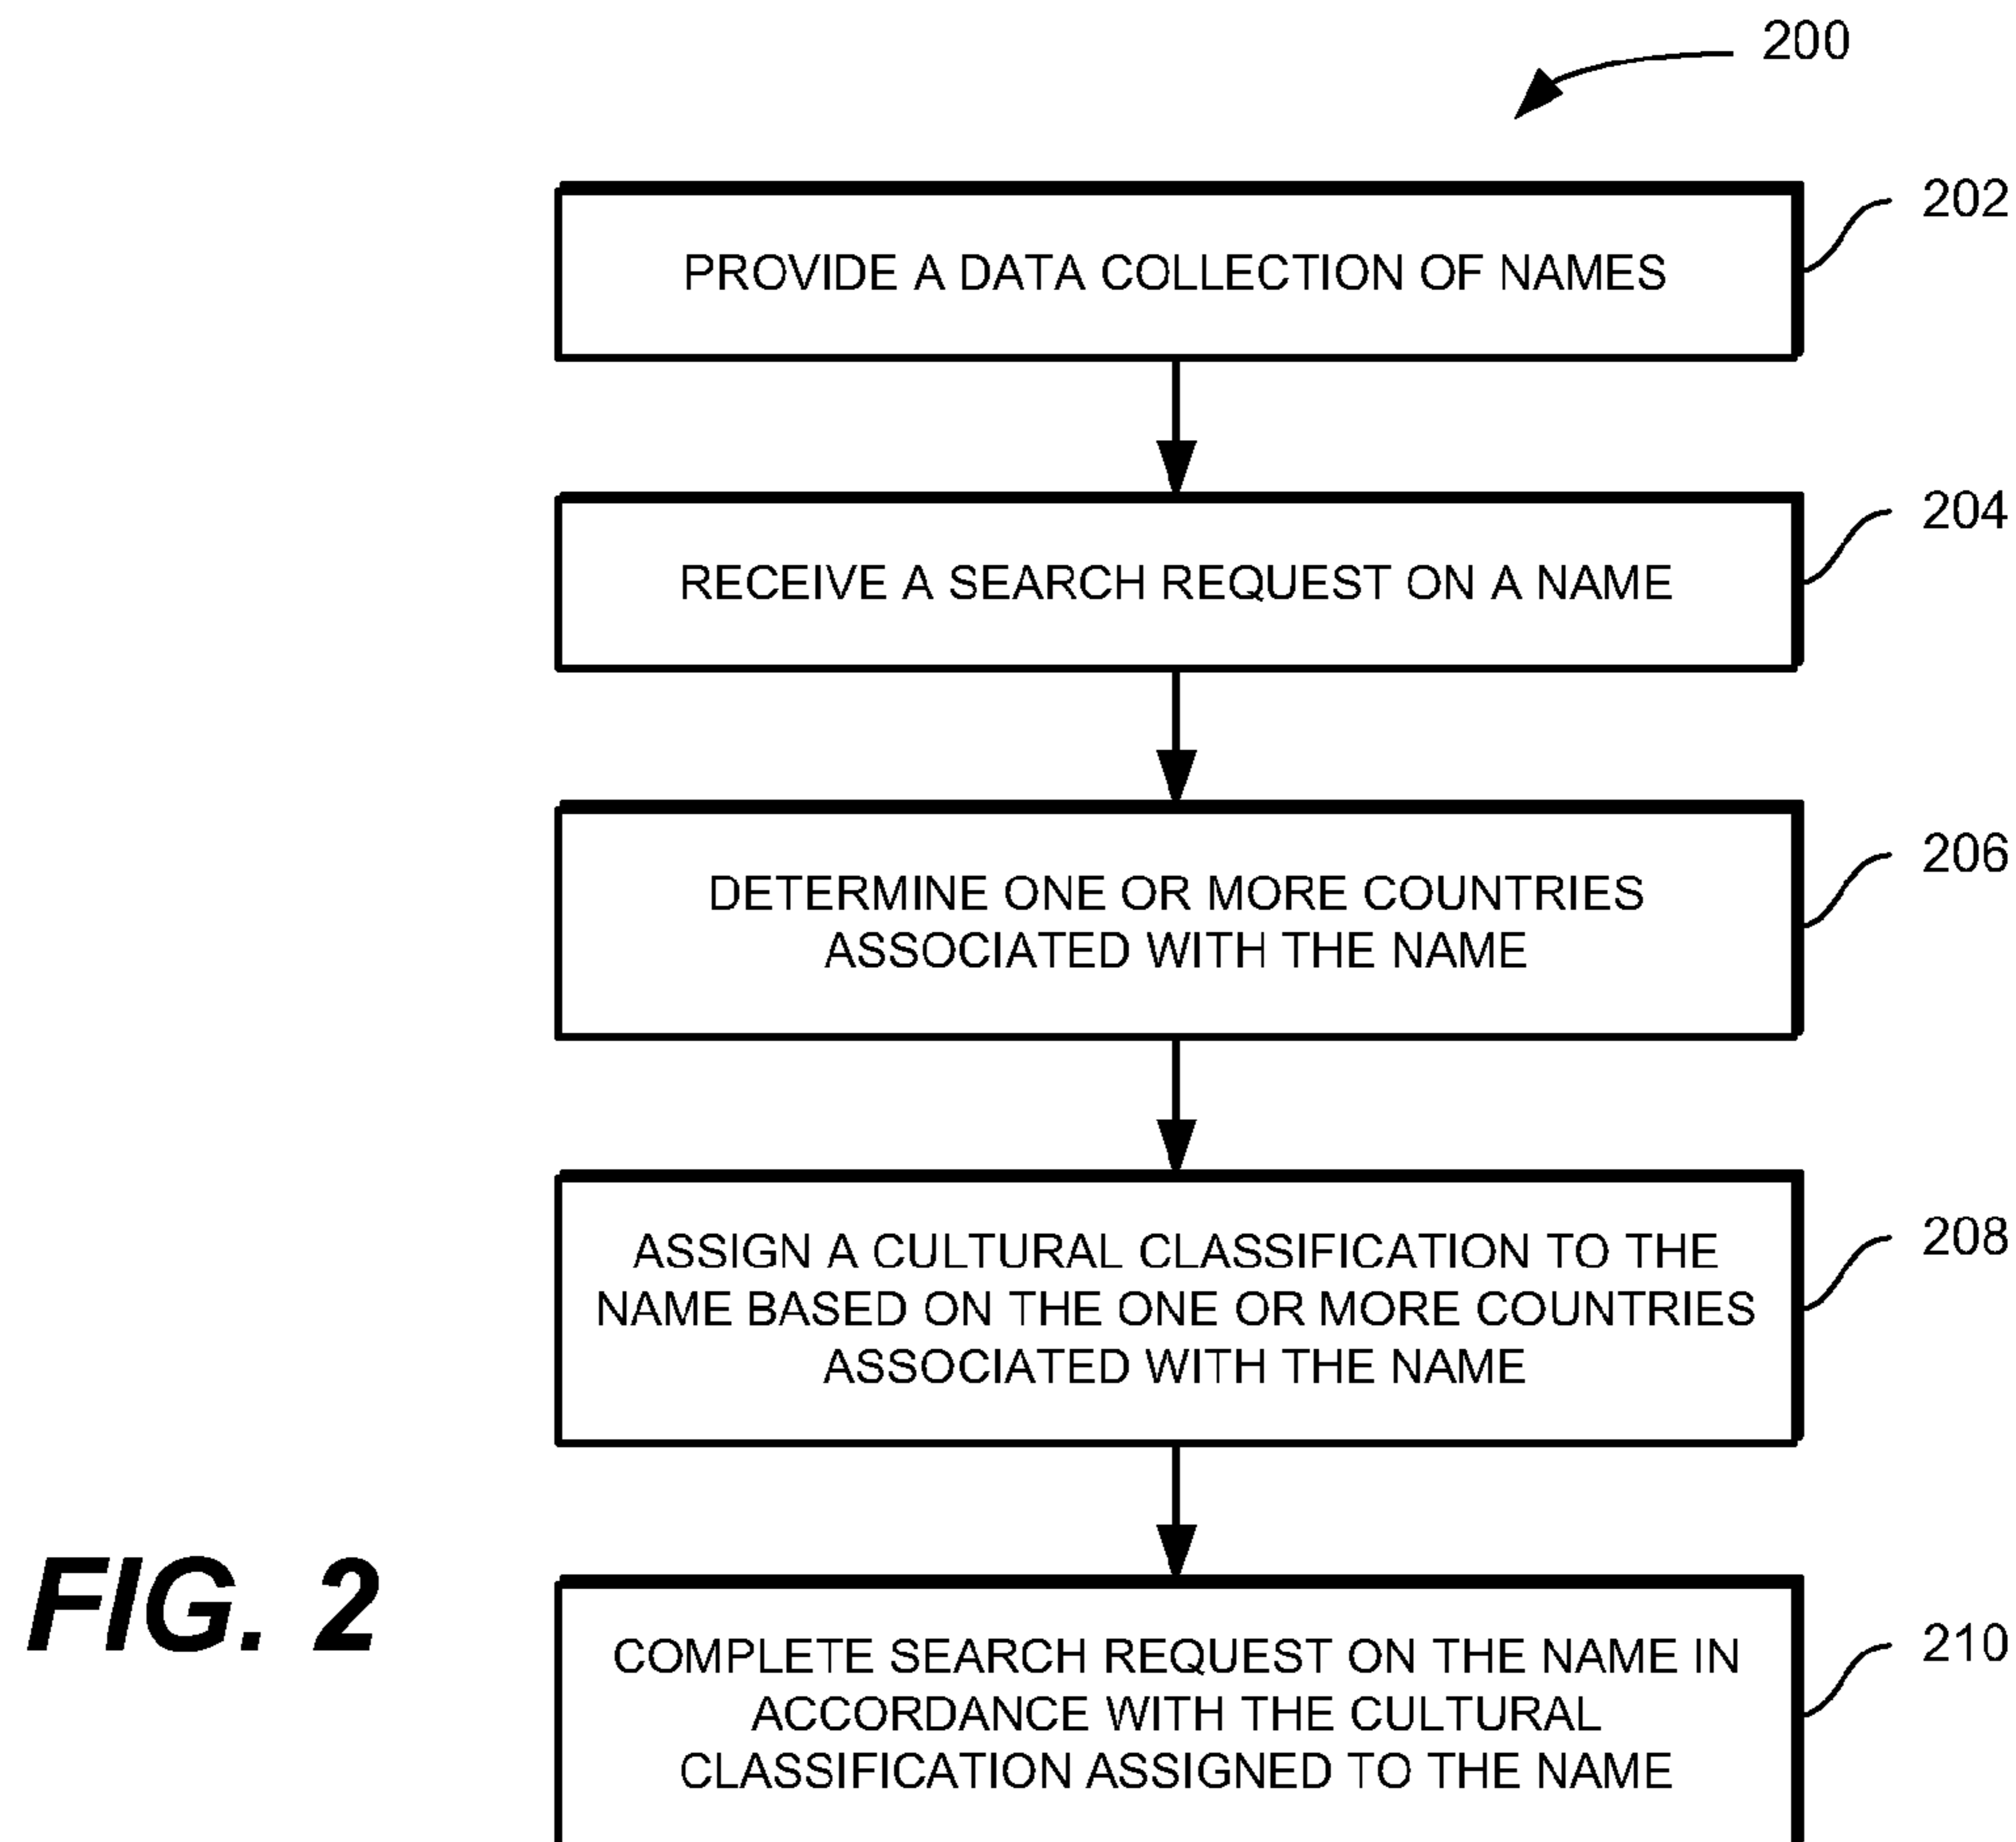 200
202
PROVIDE A DATA COLLECTION OF NAMES
204
RECEIVE A SEARCH REQUEST ON A NAME
206
DETERMINE ONE OR MORE COUNTRIES
ASSOCIATED WITH THE NAME
208
ASSIGN A CULTURAL CLASSIFICATION TO THE
NAME BASED ON THE ONE OR MORE COUNTRIES
ASSOCIATED WITH THE NAME
FIG. 2
210
COMPLETE SEARCH REQUEST ON THE NAME IN
ACCORDANCE WITH THE CULTURAL
CLASSIFICATION ASSIGNED TO THE NAME